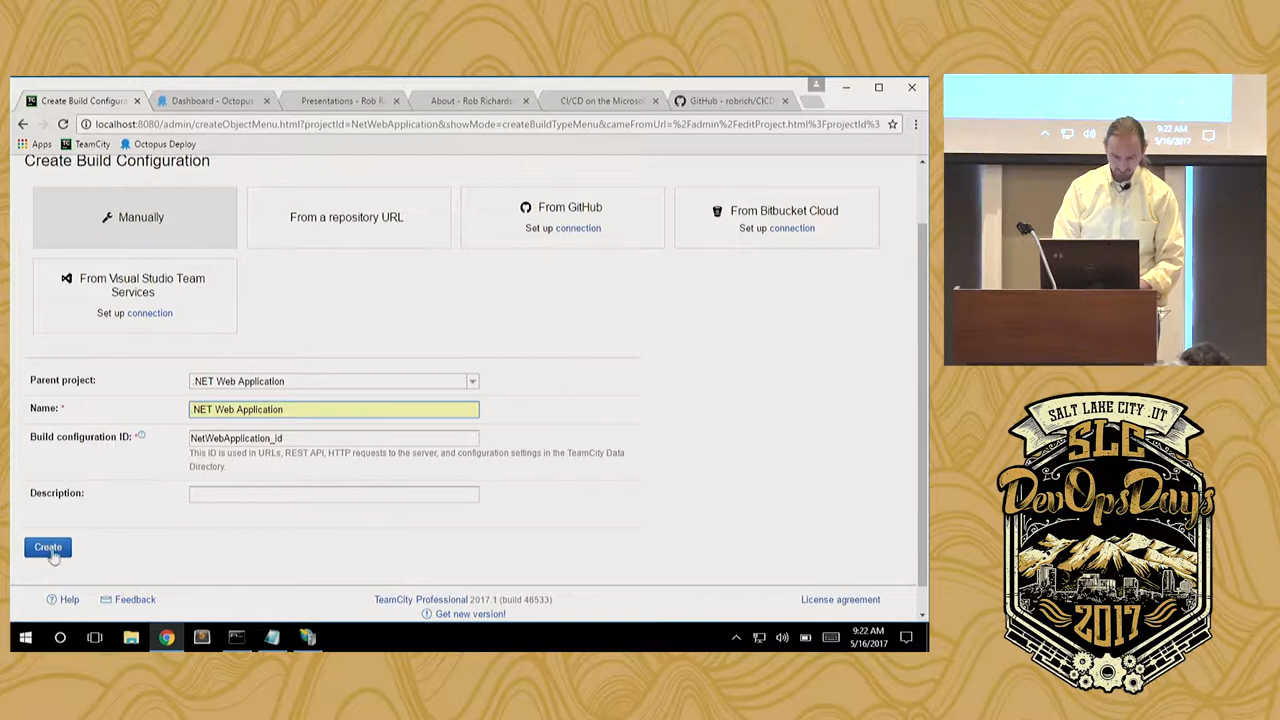 Create Build Configura
Dashboard - Octopus
Presentations - Rob R
About - Rob Richards
CI/CD on the Microso
GitHub - robrich/CICD
localhost:8080/admin/createObjectMenu.html?projectId=NetWebApplication&showMode=createBuildTypeMenu&cameFromUrl=%2Fadmin%2FeditProject.html%3FprojectId%3
Apps TeamCity Octopus Deploy
Create Build Configuration
Manually
From a repository URL
From GitHub
Set up connection
From Bitbucket Cloud
Set up connection
From Visual Studio Team
Services
Set up connection
Parent project: .NET Web Application
Name: * .NET Web Application
Build configuration ID: * NetWebApplication_id
This ID is used in URLs, REST API, HTTP requests to the server, and configuration settings in the TeamCity Data
Directory.
Description:
Create
Help Feedback TeamCity Professional 2017.1 (build 46533) License agreement
Get new version!
9:22 AM
5/16/2017
9:22 AM
5/16/2017
SALT LAKE CITY .UT
SLC
DevOpsDays
2017